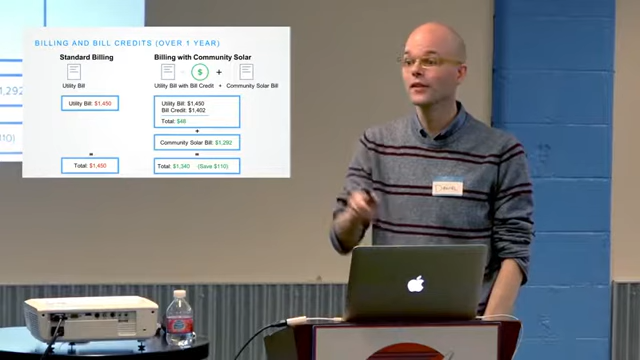 BILLING AND BILL CREDITS (OVER 1 YEAR)
Standard Billing
Billing with Community Solar
$
+
Utility Bill
Utility Bill with Bill Credit + Community Solar Bill
Utility Bill: $1,450
Utility Bill: $1,450
Bill Credit: $1,402
Total: $48
+
Community Solar Bill: $1,292
=
=
Total: $1,450
Total: $1,340 (Save $110)
,292
110)